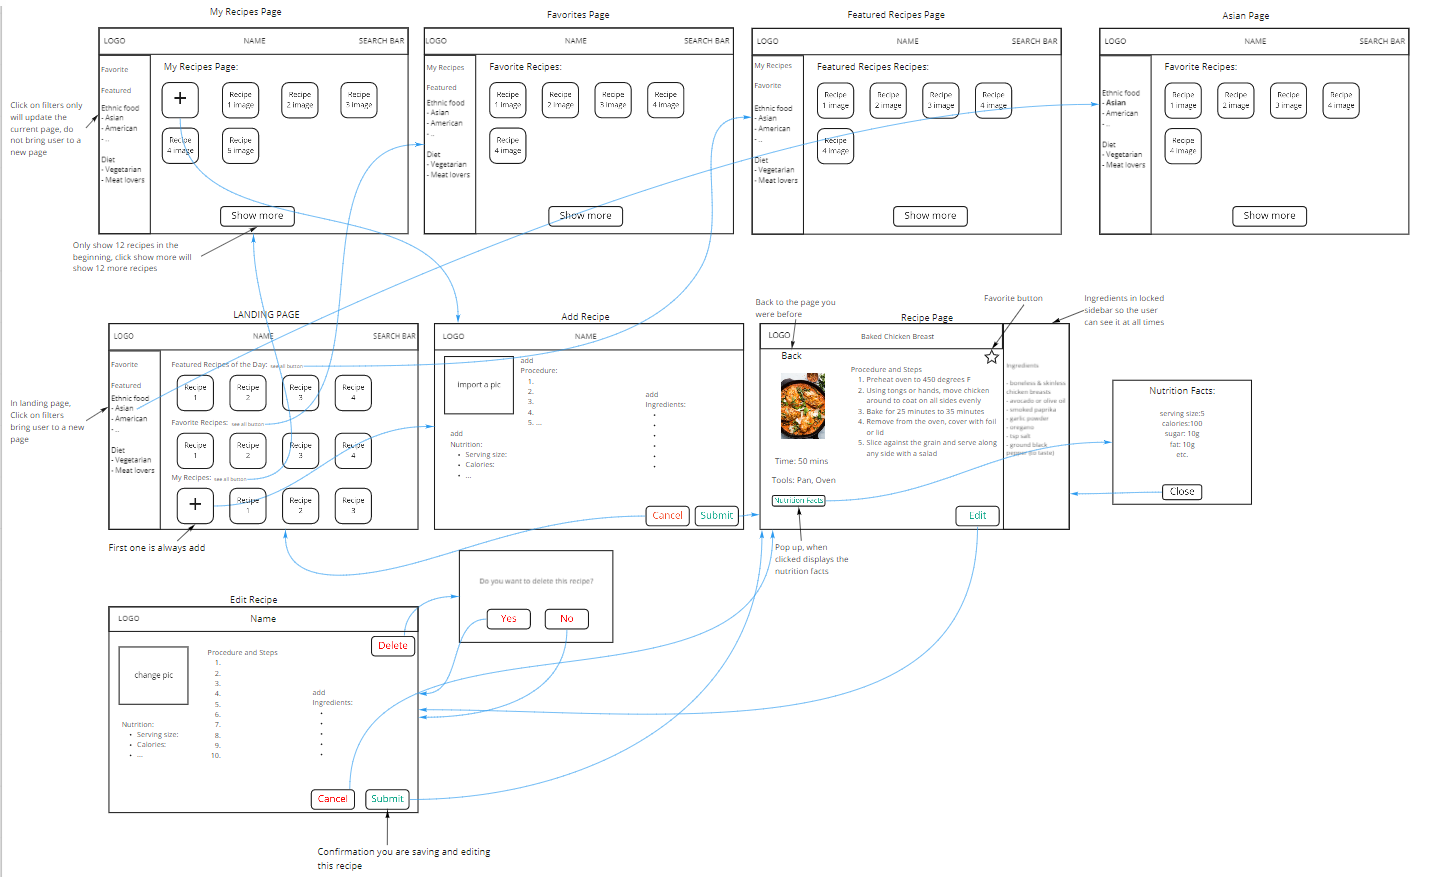 My Recipes Page
LOGO
NAME
SEARCH BAR
Favorite
Featured
Ethnic food
- Asian
- American
- ..
Diet
- Vegetarian
- Meat lovers
My Recipes Page:
+
Recipe
1 image
Recipe
2 image
Recipe
3 image
Recipe
4 image
Recipe
5 image
Show more
Click on filters only
will update the
current page, do
not bring user to a
new page
Only show 12 recipes in the
beginning, click show more will
show 12 more recipes
Favorites Page
LOGO
NAME
SEARCH BAR
My Recipes
Featured
Ethnic food
- Asian
- American
- ..
Diet
- Vegetarian
- Meat lovers
Favorite Recipes:
Recipe
1 image
Recipe
2 image
Recipe
3 image
Recipe
4 image
Recipe
4 image
Show more
Featured Recipes Page
LOGO
NAME
SEARCH BAR
My Recipes
Favorite
Ethnic food
- Asian
- American
- ..
Diet
- Vegetarian
- Meat lovers
Featured Recipes Recipes:
Recipe
1 image
Recipe
2 image
Recipe
3 image
Recipe
4 image
Recipe
4 image
Show more
Asian Page
LOGO
NAME
SEARCH BAR
Ethnic food
- Asian
- American
- ..
Diet
- Vegetarian
- Meat lovers
Favorite Recipes:
Recipe
1 image
Recipe
2 image
Recipe
3 image
Recipe
4 image
Recipe
4 image
Show more
LANDING PAGE
LOGO
NAME
SEARCH BAR
Favorite
Featured
Ethnic food
- Asian
- American
- ..
Diet
- Vegetarian
- Meat lovers
Featured Recipes of the Day: see all button
Recipe
1
Recipe
2
Recipe
3
Recipe
4
Favorite Recipes: see all button
Recipe
1
Recipe
2
Recipe
3
Recipe
4
My Recipes: see all button
+
Recipe
1
Recipe
2
Recipe
3
In landing page,
Click on filters
bring user to a new
page
First one is always add
Add Recipe
LOGO
NAME
import a pic
add
Procedure:
1.
2.
3.
4.
5. ...
add
Ingredients:
•
•
•
•
•
•
add
Nutrition:
• Serving size:
• Calories:
• ...
Cancel
Submit
Back to the page you
were before
Favorite button
Ingredients in locked
sidebar so the user
can see it at all times
Recipe Page
LOGO
Baked Chicken Breast
Back
Procedure and Steps
1. Preheat oven to 450 degrees F
2. Using tongs or hands, move chicken
around to coat on all sides evenly
3. Bake for 25 minutes to 35 minutes
4. Remove from the oven, cover with foil
or lid
5. Slice against the grain and serve along
any side with a salad
Time: 50 mins
Tools: Pan, Oven
Nutrition Facts
Edit
Ingredients
- boneless & skinless
chicken breasts
- avocado or olive oil
- smoked paprika
- garlic powder
- oregano
- tsp salt
- ground black
pepper (to taste)
Pop up, when
clicked displays the
nutrition facts
Nutrition Facts:
serving size:5
calories:100
sugar: 10g
fat: 10g
etc.
Close
Do you want to delete this recipe?
Yes
No
Edit Recipe
LOGO
Name
Delete
change pic
Procedure and Steps
1.
2.
3.
4.
5.
6.
7.
8.
9.
10.
add
Ingredients:
•
•
•
•
•
Nutrition:
• Serving size:
• Calories:
• ...
Cancel
Submit
Confirmation you are saving and editing
this recipe